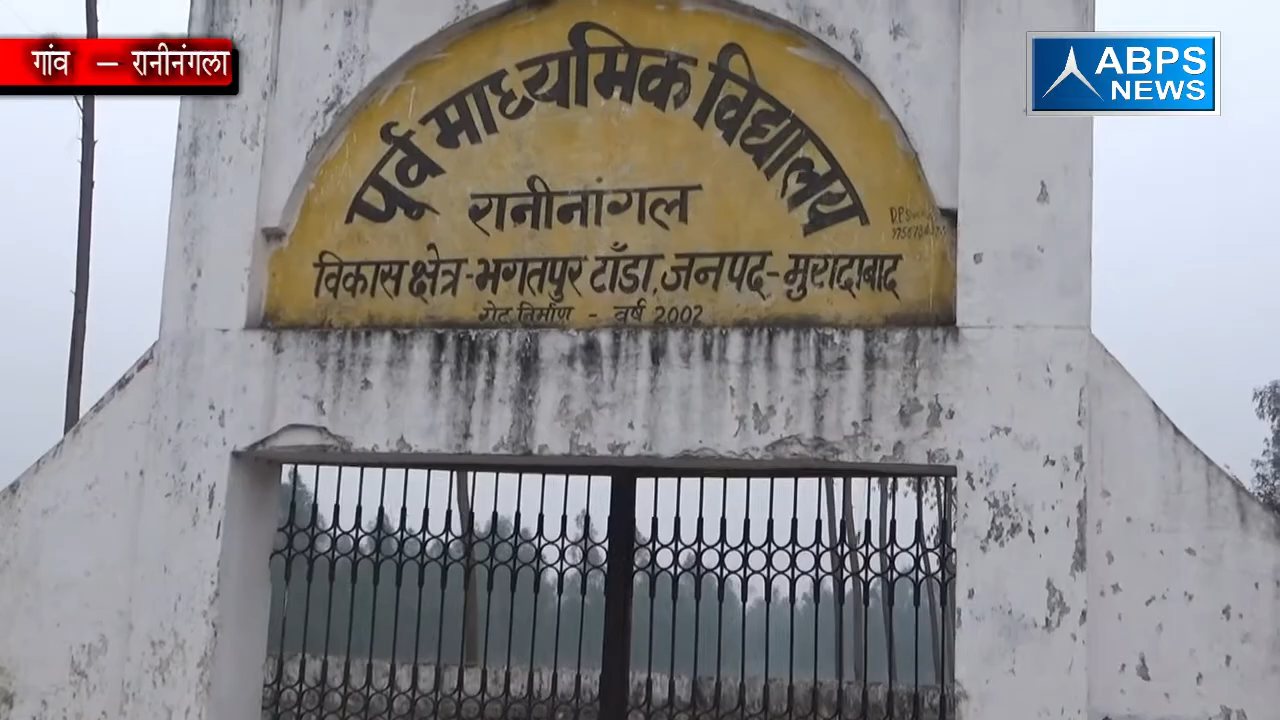 गांव - रानीनंगला
ABPS
NEWS
पूर्व माध्यमिक विद्यालय
रानीनांगल
विकास क्षेत्र-भगतपुर टाँडा, जनपद-मुरादाबाद
गेट निर्माण - वर्ष 2002